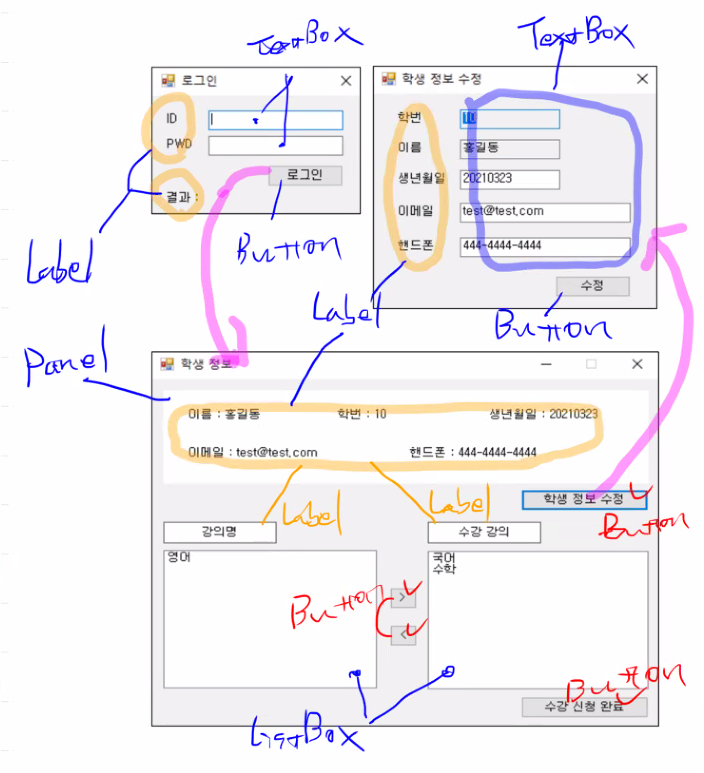 TextBox
TextBox
로그인
학생 정보 수정
ID
PWD
로그인
결과 :
학번
10
이름
홍길동
생년월일
20210323
이메일
test@test.com
핸드폰
444-4444-4444
수정
Label
Button
Label
Button
Panel
학생 정보
이름 : 홍길동
학번 : 10
생년월일 : 20210323
이메일 : test@test.com
핸드폰 : 444-4444-4444
학생 정보 수정
Label
Label
Button
강의명
수강 강의
영어
국어
수학
Button
>
<
Button
수강 신청 완료
ListBox